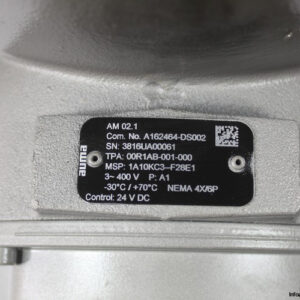 auma
AM 02.1
Com. No. A162464-DS002
SN: 3816UA00061
TPA: 00R1AB-001-000
MSP: 1A10KC3--F28E1
3~ 400 V P: A1
-30°C / +70°C NEMA 4X/6P
Control: 24 V DC